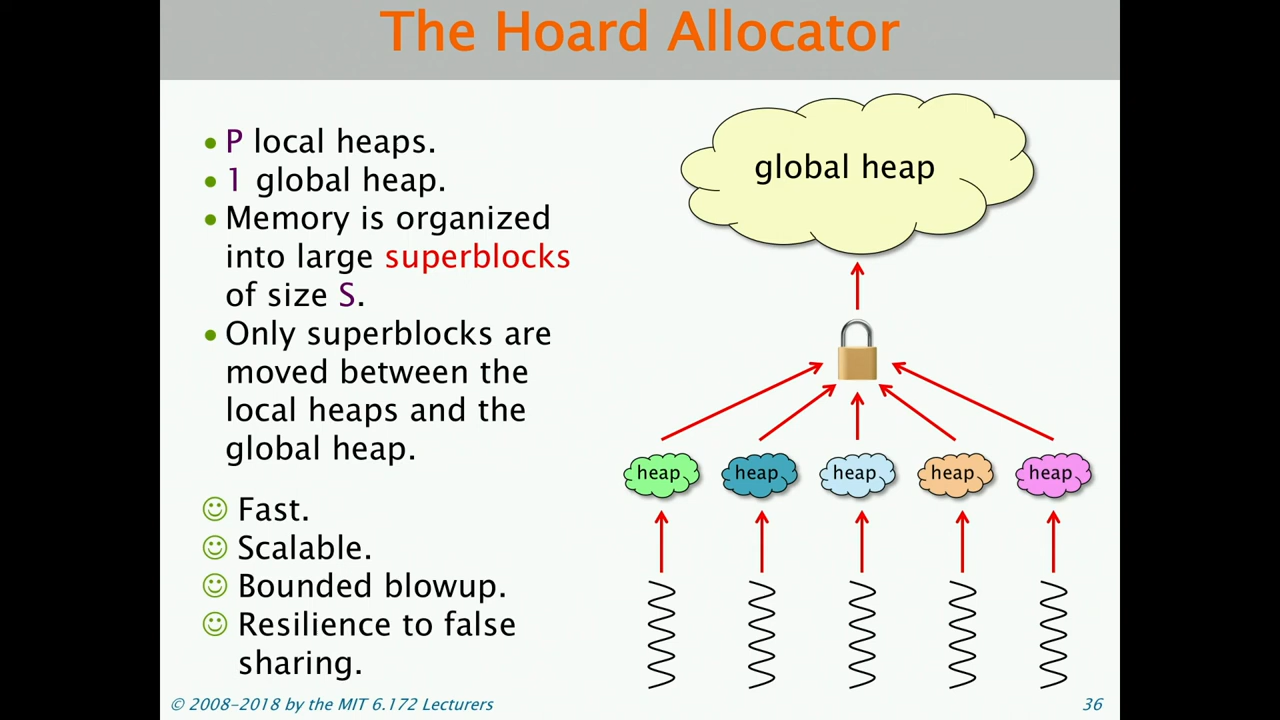 The Hoard Allocator
• P local heaps.
• 1 global heap.
• Memory is organized
into large superblocks
of size S.
• Only superblocks are
moved between the
local heaps and the
global heap.
☺ Fast.
☺ Scalable.
☺ Bounded blowup.
☺ Resilience to false
sharing.
global heap
heap heap heap heap heap
© 2008-2018 by the MIT 6.172 Lecturers
36